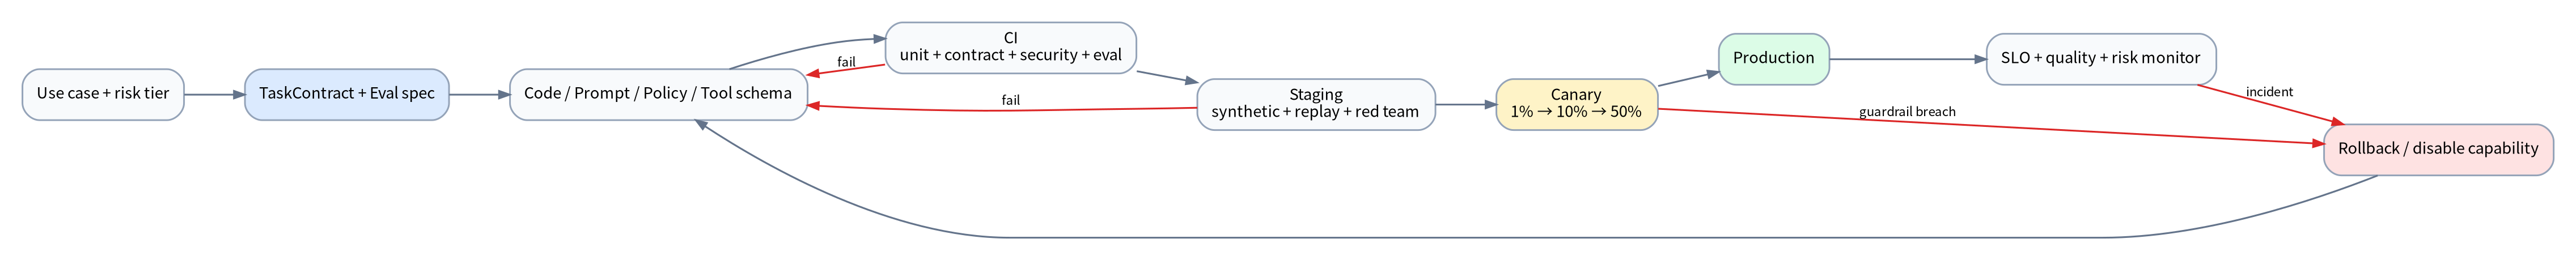 Use case + risk tier
TaskContract + Eval spec
Code / Prompt / Policy / Tool schema
CI
unit + contract + security + eval
fail
fail
Staging
synthetic + replay + red team
Canary
1% → 10% → 50%
Production
guardrail breach
SLO + quality + risk monitor
incident
Rollback / disable capability